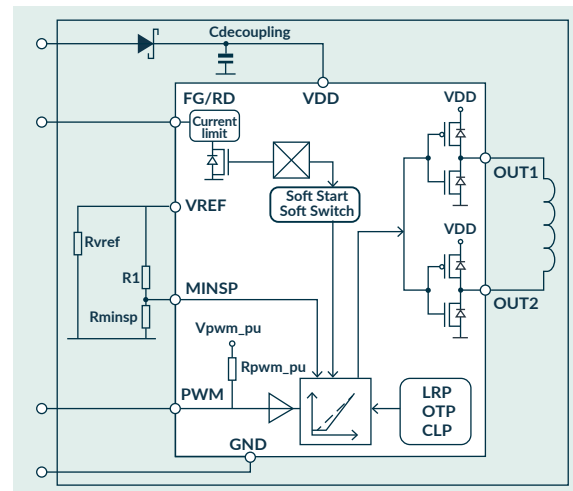 Cdecoupling
FG/RD
VDD
VDD
Current
limit
OUT1
Soft Start
Soft Switch
VREF
Rvref
VDD
R1
MINSP
OUT2
Rminsp
Vpwm_pu
Rpwm_pu
PWM
LRP
OTP
CLP
GND